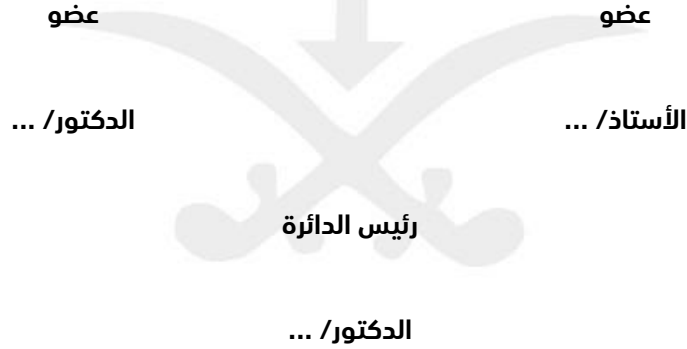 عضو عضو
الأستاذ/ ... الدكتور/ ...
رئيس الدائرة
الدكتور/ ...